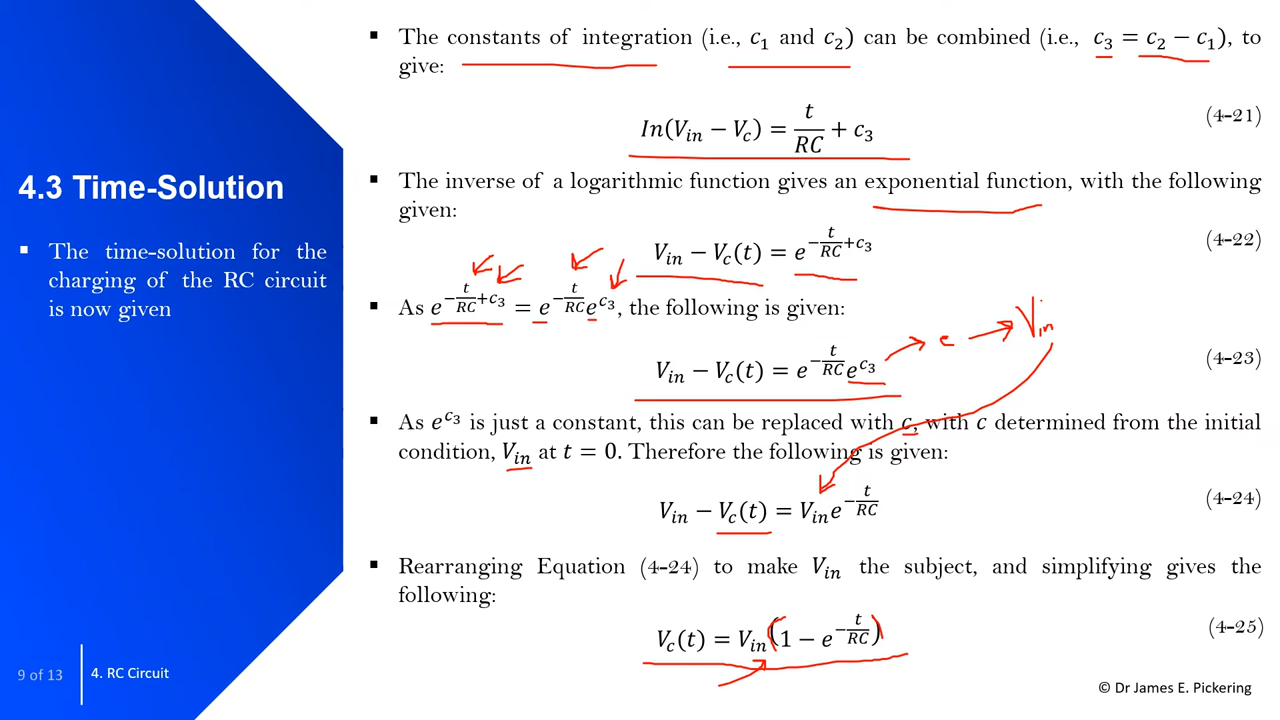 4.3 Time-Solution
▪ The time-solution for the
charging of the RC circuit
is now given
9 of 13
4. RC Circuit
▪ The constants of integration (i.e., c₁ and c₂) can be combined (i.e., c₃ = c₂ − c₁), to
give:
In(Vᵢₙ − V꜀) = t/RC + c₃ (4-21)
▪ The inverse of a logarithmic function gives an exponential function, with the following
given:
Vᵢₙ − V꜀(t) = e^(−t/RC + c₃) (4-22)
▪ As e^(−t/RC + c₃) = e^(−t/RC) e^(c₃), the following is given:
Vᵢₙ − V꜀(t) = e^(−t/RC) e^(c₃) → c → Vᵢₙ (4-23)
▪ As e^(c₃) is just a constant, this can be replaced with c, with c determined from the initial
condition, Vᵢₙ at t = 0. Therefore the following is given:
Vᵢₙ − V꜀(t) = Vᵢₙ e^(−t/RC) (4-24)
▪ Rearranging Equation (4-24) to make Vᵢₙ the subject, and simplifying gives the
following:
V꜀(t) = Vᵢₙ(1 − e^(−t/RC)) (4-25)
© Dr James E. Pickering